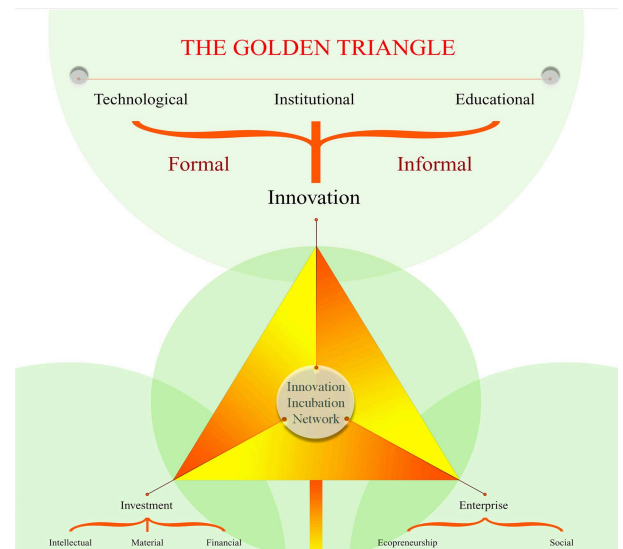 THE GOLDEN TRIANGLE
Technological Institutional Educational
Formal Informal
Innovation
Innovation
Incubation
Network
Investment Enterprise
Intellectual Material Financial Ecopreneurship Social